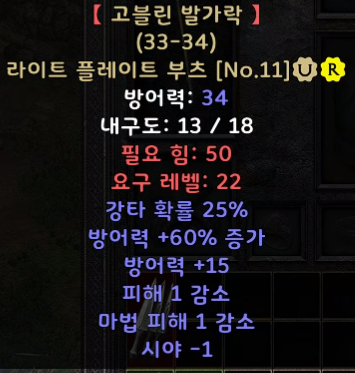 【 고블린 발가락 】
(33-34)
라이트 플레이트 부츠 [No.11] U R
방어력: 34
내구도: 13 / 18
필요 힘: 50
요구 레벨: 22
강타 확률 25%
방어력 +60% 증가
방어력 +15
피해 1 감소
마법 피해 1 감소
시야 -1